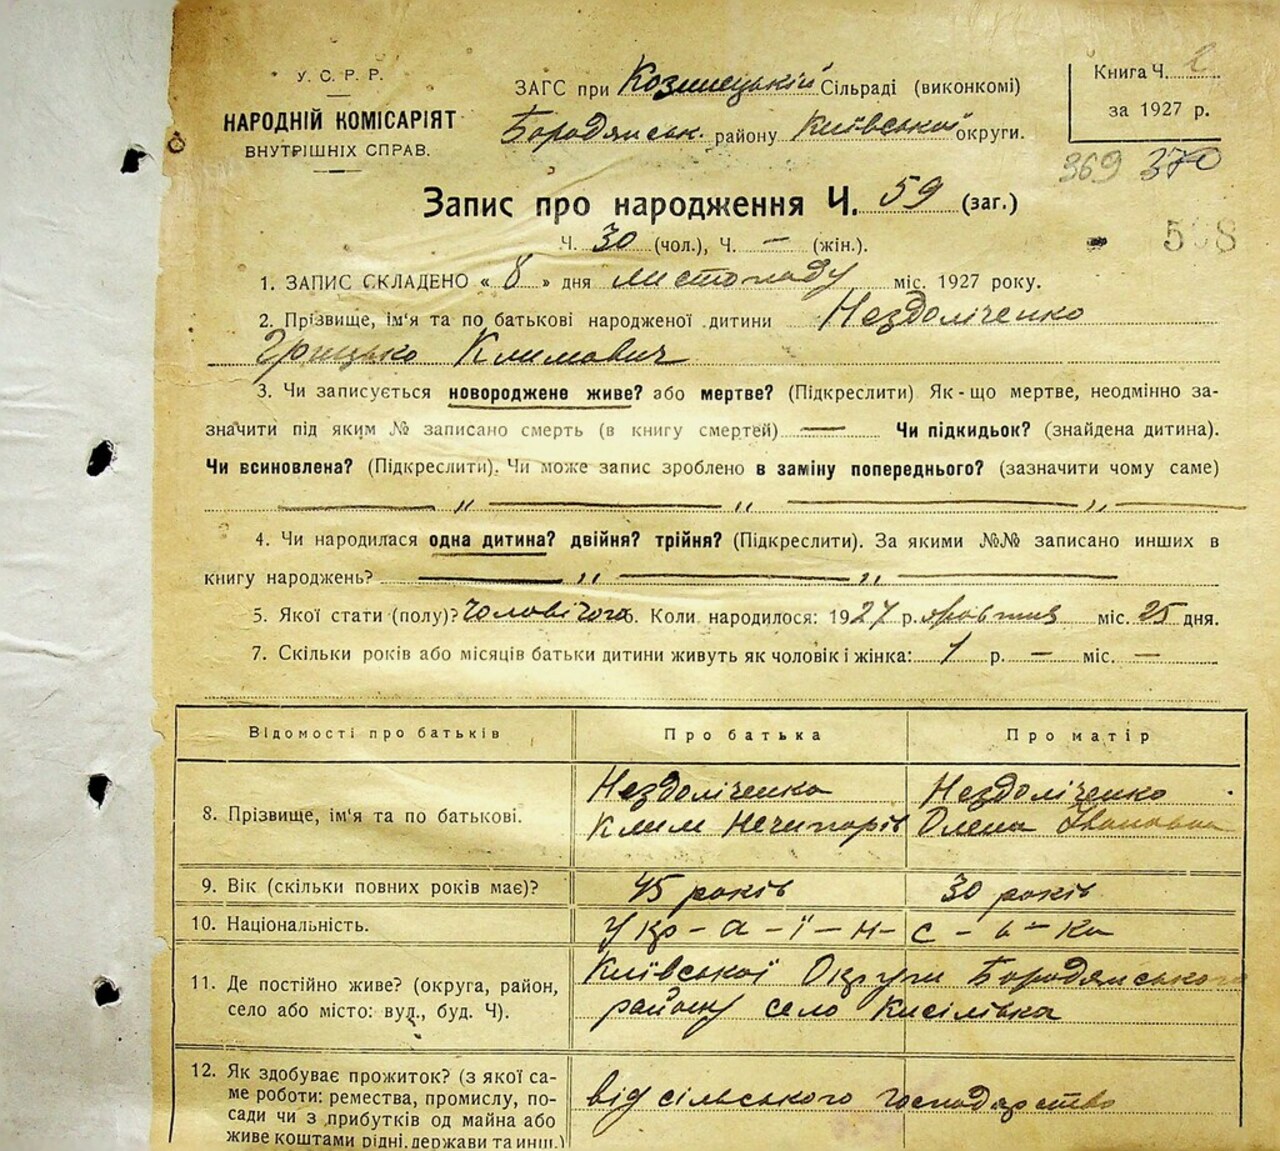 У. С. Р. Р.
НАРОДНІЙ КОМІСАРІЯТ
ВНУТРІШНІХ СПРАВ.
ЗАГС при Козинецькій Сільраді (виконкомі)
Бородянськ. району Київської округи.
Книга Ч. 2
за 1927 р.
369 370
Запис про народження Ч. 59 (заг.)
Ч. 30 (чол.), Ч. — (жін.).
508
1. ЗАПИС СКЛАДЕНО « 8 » дня листопаду міс. 1927 року.
2. Прізвище, ім'я та по батькові народженої дитини Нездоліченко
Грицько Климович
3. Чи записується новороджене живе? або мертве? (Підкреслити) Як-що мертве, неодмінно за-
значити під яким № записано смерть (в книгу смертей) — Чи підкидьок? (знайдена дитина).
Чи всиновлена? (Підкреслити). Чи може запис зроблено в заміну попереднього? (зазначити чому саме)
— „ — „ — „ —
4. Чи народилася одна дитина? двійня? трійня? (Підкреслити). За якими №№ записано инших в
книгу народжень? — „ — „ —
5. Якої стати (полу)? чоловічого 6. Коли народилося: 1927 р. жовтня міс. 25 дня.
7. Скільки років або місяців батьки дитини живуть як чоловік і жінка: 1 р. — міс. —
Відомості про батьків Про батька Про матір
8. Прізвище, ім'я та по батькові. Нездоліченко Нездоліченко
Клим Нечипорів Олена Івановна
9. Вік (скільки повних років має)? 45 років 30 років
10. Національність. Укр - а - ї - н - с - ь - ка
11. Де постійно живе? (округа, район, Київської Округи Бородянського
село або місто: вул., буд. Ч). району село Кисілівка
12. Як здобуває прожиток? (з якої са-
ме роботи: ремества, промислу, по- від сільського господарство
сади чи з прибутків од майна або
живе коштами рідні, держави та инш.)